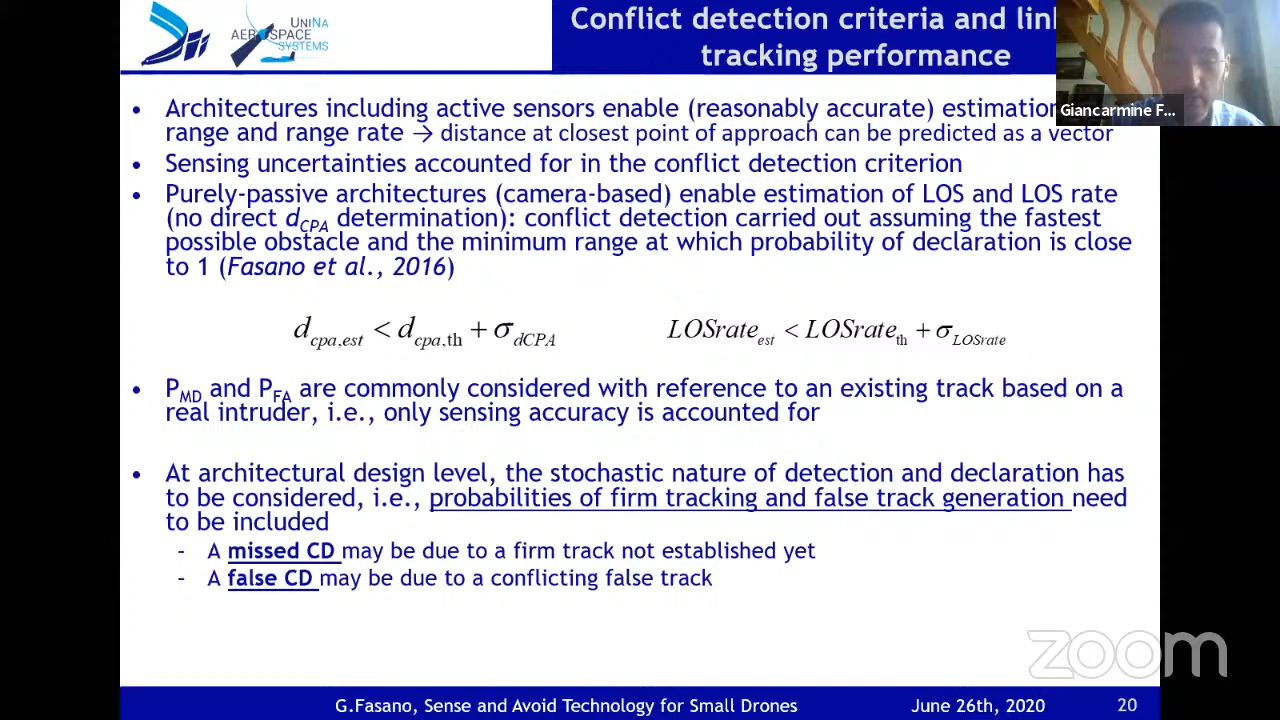 UniNa
AEROSPACE
SYSTEMS
Conflict detection criteria and lin
tracking performance
Giancarmine F...
• Architectures including active sensors enable (reasonably accurate) estimation
range and range rate → distance at closest point of approach can be predicted as a vector
• Sensing uncertainties accounted for in the conflict detection criterion
• Purely-passive architectures (camera-based) enable estimation of LOS and LOS rate
(no direct dCPA determination): conflict detection carried out assuming the fastest
possible obstacle and the minimum range at which probability of declaration is close
to 1 (Fasano et al., 2016)
d cpa,est < d cpa,th + σ dCPA
LOSrate est < LOSrate th + σ LOSrate
• PMD and PFA are commonly considered with reference to an existing track based on a
real intruder, i.e., only sensing accuracy is accounted for
• At architectural design level, the stochastic nature of detection and declaration has
to be considered, i.e., probabilities of firm tracking and false track generation need
to be included
- A missed CD may be due to a firm track not established yet
- A false CD may be due to a conflicting false track
zoom
G.Fasano, Sense and Avoid Technology for Small Drones
June 26th, 2020
20